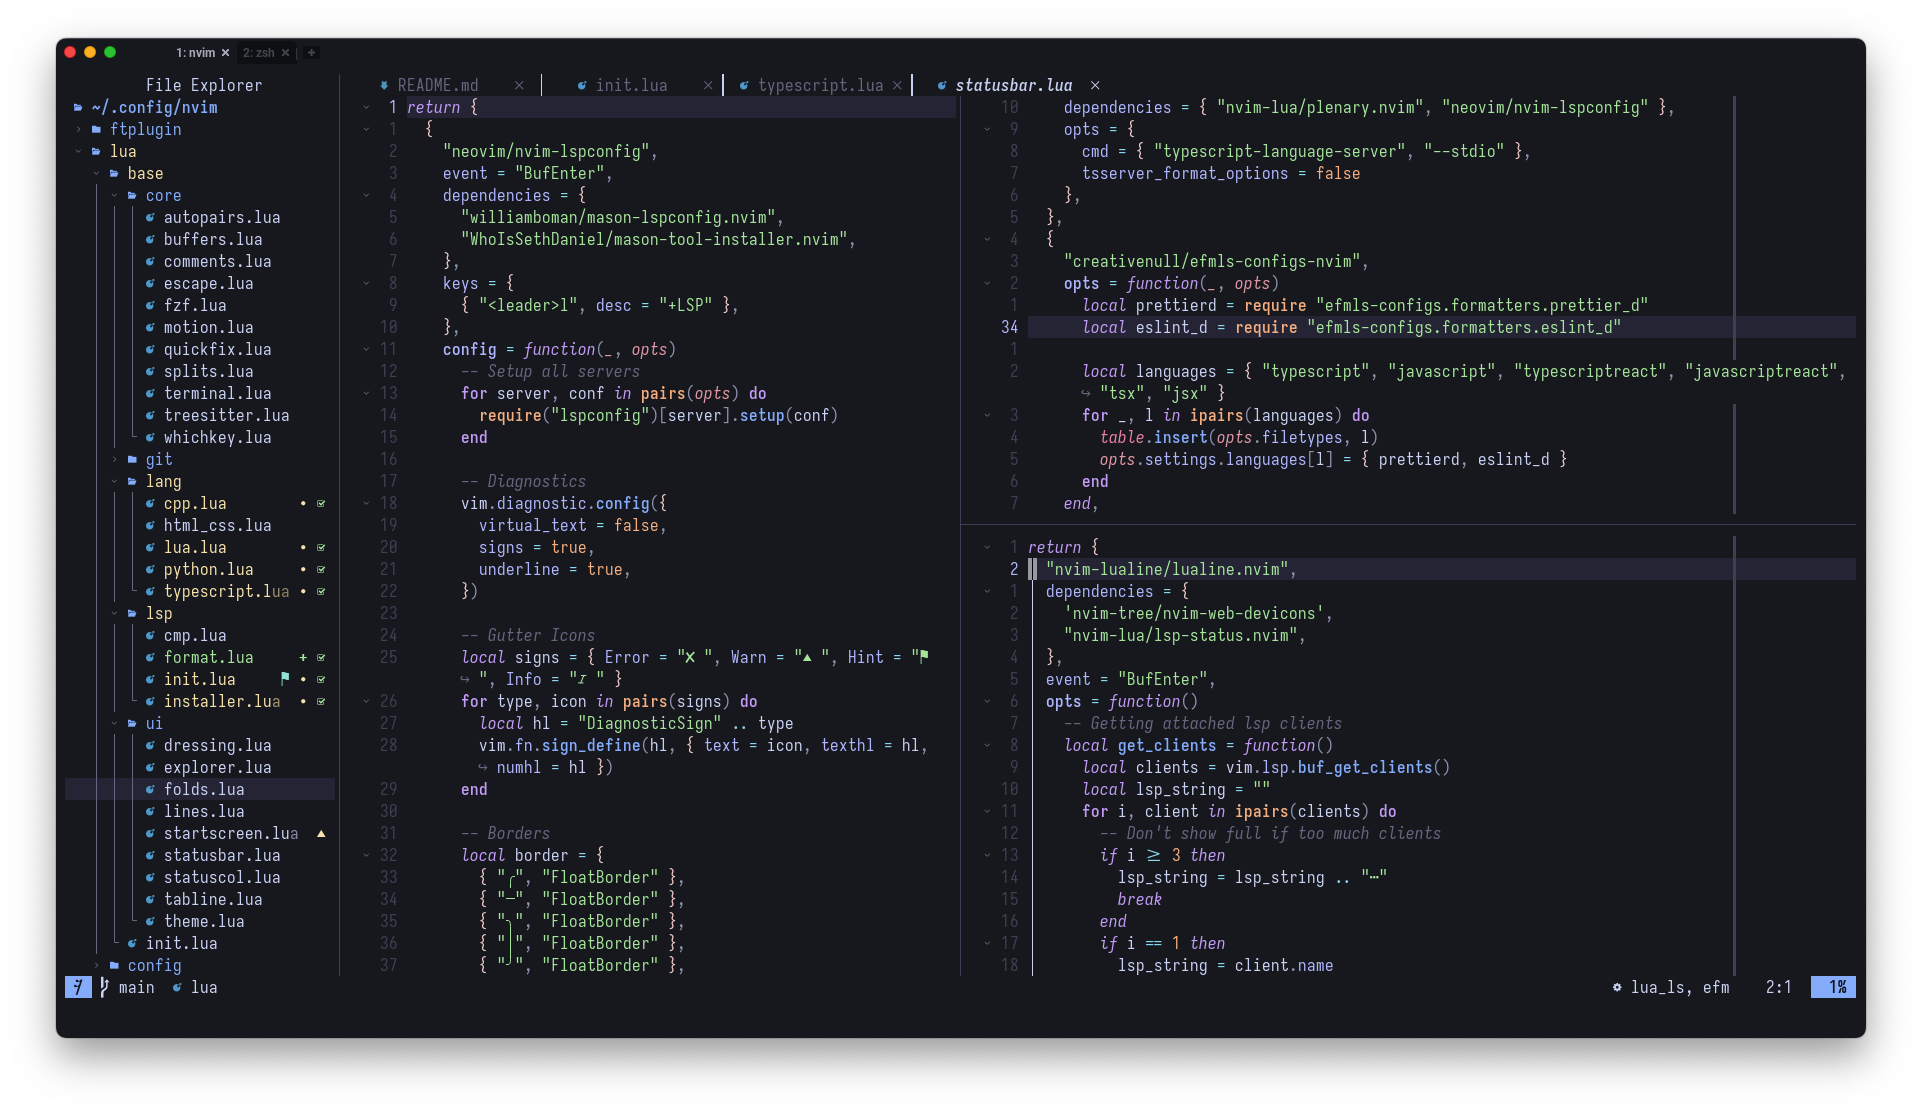 1: nvim × 2: zsh × +
File Explorer
~/.config/nvim
ftplugin
lua
base
core
autopairs.lua
buffers.lua
comments.lua
escape.lua
fzf.lua
motion.lua
quickfix.lua
splits.lua
terminal.lua
treesitter.lua
whichkey.lua
git
lang
cpp.lua
html_css.lua
lua.lua
python.lua
typescript.lua
lsp
cmp.lua
format.lua +
init.lua
installer.lua
ui
dressing.lua
explorer.lua
folds.lua
lines.lua
startscreen.lua
statusbar.lua
statuscol.lua
tabline.lua
theme.lua
init.lua
config
README.md × init.lua × typescript.lua × statusbar.lua ×
1 return {
1 {
2 "neovim/nvim-lspconfig",
3 event = "BufEnter",
4 dependencies = {
5 "williamboman/mason-lspconfig.nvim",
6 "WhoIsSethDaniel/mason-tool-installer.nvim",
7 },
8 keys = {
9 { "<leader>l", desc = "+LSP" },
10 },
11 config = function(_, opts)
12 -- Setup all servers
13 for server, conf in pairs(opts) do
14 require("lspconfig")[server].setup(conf)
15 end
16
17 -- Diagnostics
18 vim.diagnostic.config({
19 virtual_text = false,
20 signs = true,
21 underline = true,
22 })
23
24 -- Gutter Icons
25 local signs = { Error = "✗ ", Warn = "▲ ", Hint = "⚑
↪ ", Info = "I " }
26 for type, icon in pairs(signs) do
27 local hl = "DiagnosticSign" .. type
28 vim.fn.sign_define(hl, { text = icon, texthl = hl,
↪ numhl = hl })
29 end
30
31 -- Borders
32 local border = {
33 { "╭", "FloatBorder" },
34 { "─", "FloatBorder" },
35 { "╮", "FloatBorder" },
36 { "│", "FloatBorder" },
37 { "╯", "FloatBorder" },
10 dependencies = { "nvim-lua/plenary.nvim", "neovim/nvim-lspconfig" },
9 opts = {
8 cmd = { "typescript-language-server", "--stdio" },
7 tsserver_format_options = false
6 },
5 },
4 {
3 "creativenull/efmls-configs-nvim",
2 opts = function(_, opts)
1 local prettierd = require "efmls-configs.formatters.prettier_d"
34 local eslint_d = require "efmls-configs.formatters.eslint_d"
1
2 local languages = { "typescript", "javascript", "typescriptreact", "javascriptreact",
↪ "tsx", "jsx" }
3 for _, l in ipairs(languages) do
4 table.insert(opts.filetypes, l)
5 opts.settings.languages[l] = { prettierd, eslint_d }
6 end
7 end,
1 return {
2 "nvim-lualine/lualine.nvim",
1 dependencies = {
2 'nvim-tree/nvim-web-devicons',
3 "nvim-lua/lsp-status.nvim",
4 },
5 event = "BufEnter",
6 opts = function()
7 -- Getting attached lsp clients
8 local get_clients = function()
9 local clients = vim.lsp.buf_get_clients()
10 local lsp_string = ""
11 for i, client in ipairs(clients) do
12 -- Don't show full if too much clients
13 if i ≥ 3 then
14 lsp_string = lsp_string .. "⋯"
15 break
16 end
17 if i == 1 then
18 lsp_string = client.name
main lua
lua_ls, efm 2:1 1%